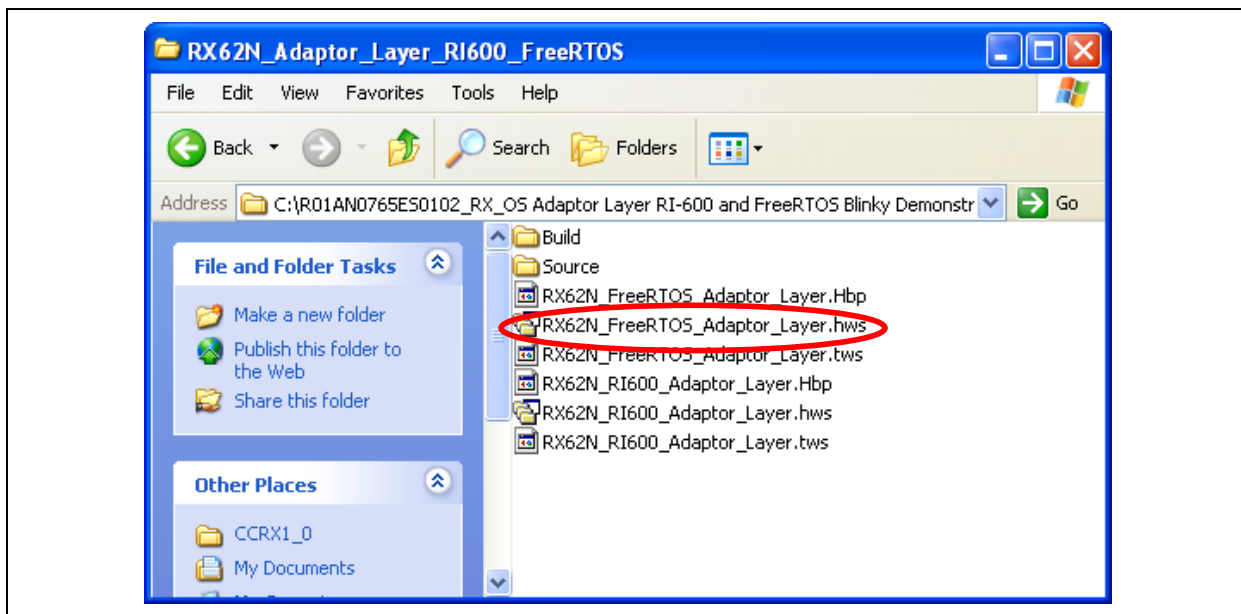 RX62N_Adaptor_Layer_RI600_FreeRTOS
File Edit View Favorites Tools Help
Back Search Folders
Address C:\R01AN0765ES0102_RX_OS Adaptor Layer RI-600 and FreeRTOS Blinky Demonstr Go
File and Folder Tasks
Make a new folder
Publish this folder to
the Web
Share this folder
Other Places
CCRX1_0
My Documents
Build
Source
RX62N_FreeRTOS_Adaptor_Layer.Hbp
RX62N_FreeRTOS_Adaptor_Layer.hws
RX62N_FreeRTOS_Adaptor_Layer.tws
RX62N_RI600_Adaptor_Layer.Hbp
RX62N_RI600_Adaptor_Layer.hws
RX62N_RI600_Adaptor_Layer.tws